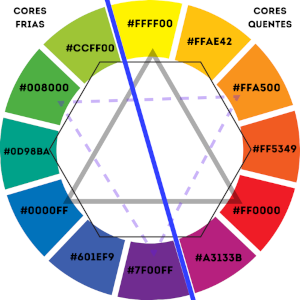 CORES
FRIAS
CORES
QUENTES
#FFFF00
#CCFF00
#FFAE42
#008000
#FFA500
#0D98BA
#FF5349
#0000FF
#FF0000
#601EF9
#A3133B
#7F00FF